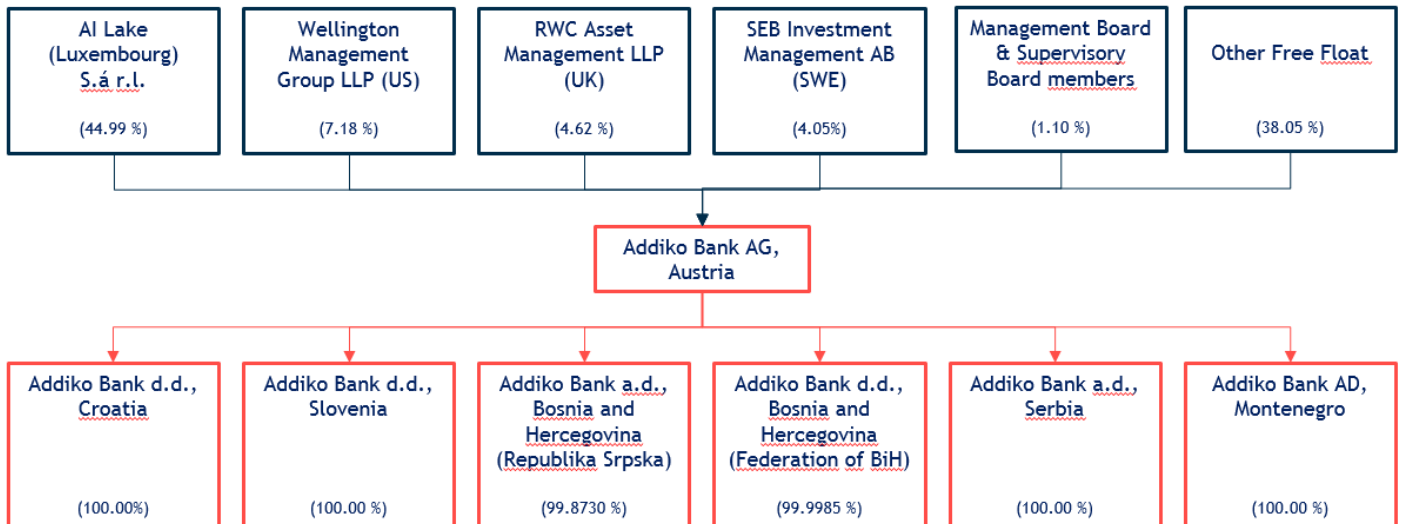 AI Lake
(Luxembourg)
S.á r.l.
(44.99 %)
Wellington
Management
Group LLP (US)
(7.18 %)
RWC Asset
Management LLP
(UK)
(4.62 %)
SEB Investment
Management AB
(SWE)
(4.05%)
Management Board
& Supervisory
Board members
(1.10 %)
Other Free Float
(38.05 %)
Addiko Bank AG,
Austria
Addiko Bank d.d.,
Croatia
(100.00%)
Addiko Bank d.d.,
Slovenia
(100.00 %)
Addiko Bank a.d.,
Bosnia and
Hercegovina
(Republika Srpska)
(99.8730 %)
Addiko Bank d.d.,
Bosnia and
Hercegovina
(Federation of BiH)
(99.9985 %)
Addiko Bank a.d.,
Serbia
(100.00 %)
Addiko Bank AD,
Montenegro
(100.00 %)